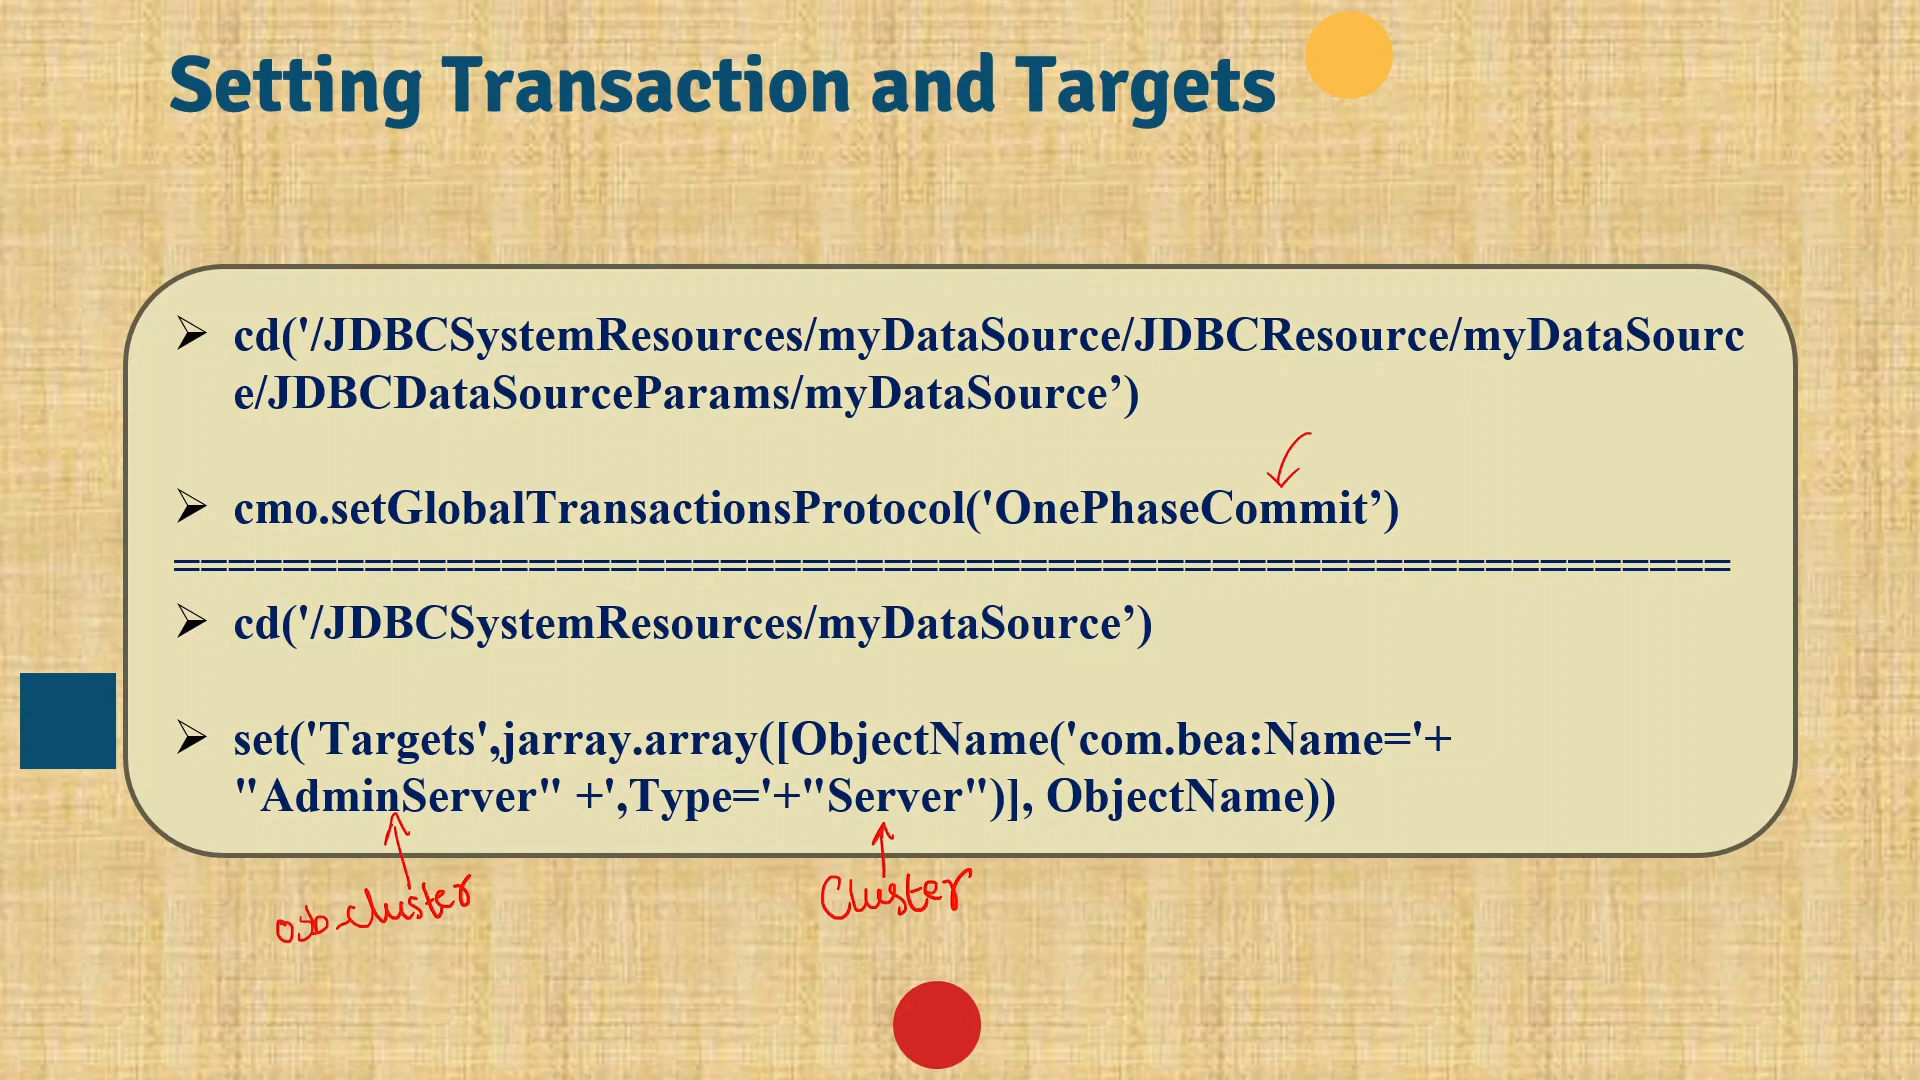 Setting Transaction and Targets
➢ cd('/JDBCSystemResources/myDataSource/JDBCResource/myDataSourc
e/JDBCDataSourceParams/myDataSource’)
➢ cmo.setGlobalTransactionsProtocol('OnePhaseCommit’)
=========================================================
➢ cd('/JDBCSystemResources/myDataSource’)
➢ set('Targets',jarray.array([ObjectName('com.bea:Name='+
"AdminServer" +',Type='+"Server")], ObjectName))
osb-cluster
Cluster